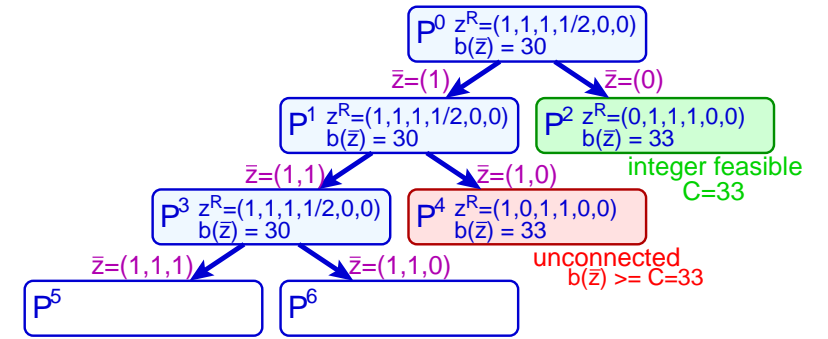 P⁰ zᴿ=(1,1,1,1/2,0,0)
b(z̄) = 30
z̄=(1)
z̄=(0)
P¹ zᴿ=(1,1,1,1/2,0,0)
b(z̄) = 30
P² zᴿ=(0,1,1,1,0,0)
b(z̄) = 33
integer feasible
C=33
z̄=(1,1)
z̄=(1,0)
P³ zᴿ=(1,1,1,1/2,0,0)
b(z̄) = 30
P⁴ zᴿ=(1,0,1,1,0,0)
b(z̄) = 33
unconnected
b(z̄) >= C=33
z̄=(1,1,1)
z̄=(1,1,0)
P⁵
P⁶